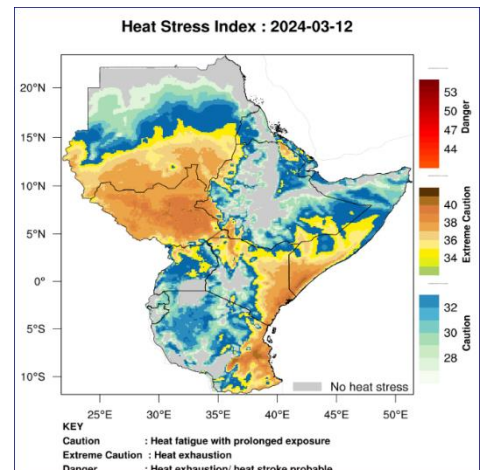 Heat Stress Index : 2024-03-12
20°N
15°N
10°N
5°N
0°
5°S
10°S
25°E 30°E 35°E 40°E 45°E 50°E
53
50
47
44
Danger
40
38
36
34
Extreme Caution
32
30
28
Caution
No heat stress
KEY
Caution : Heat fatigue with prolonged exposure
Extreme Caution : Heat exhaustion
Danger : Heat exhaustion/ heat stroke probable